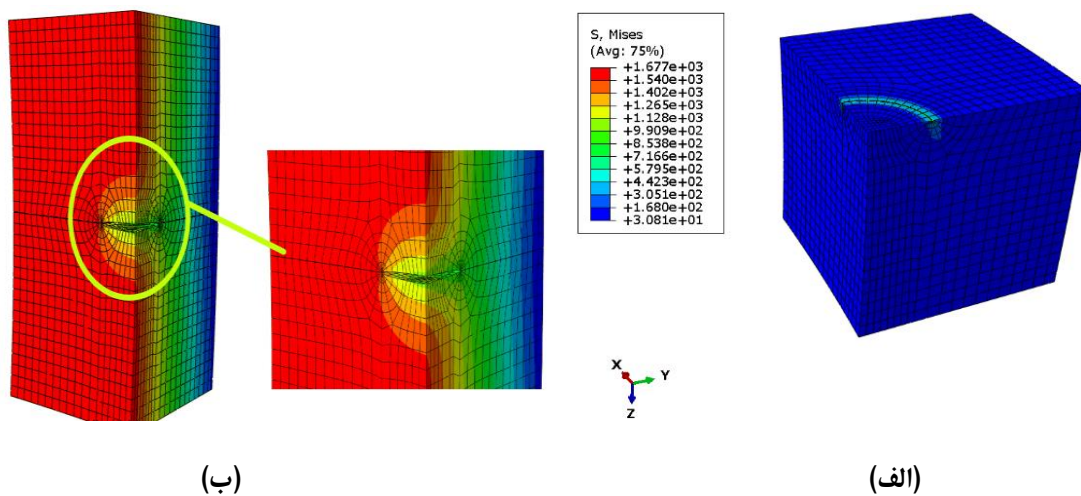 S, Mises
(Avg: 75%)
+1.677e+03
+1.540e+03
+1.402e+03
+1.265e+03
+1.128e+03
+9.909e+02
+8.538e+02
+7.166e+02
+5.795e+02
+4.423e+02
+3.051e+02
+1.680e+02
+3.081e+01
X
Y
Z
(الف)
(ب)